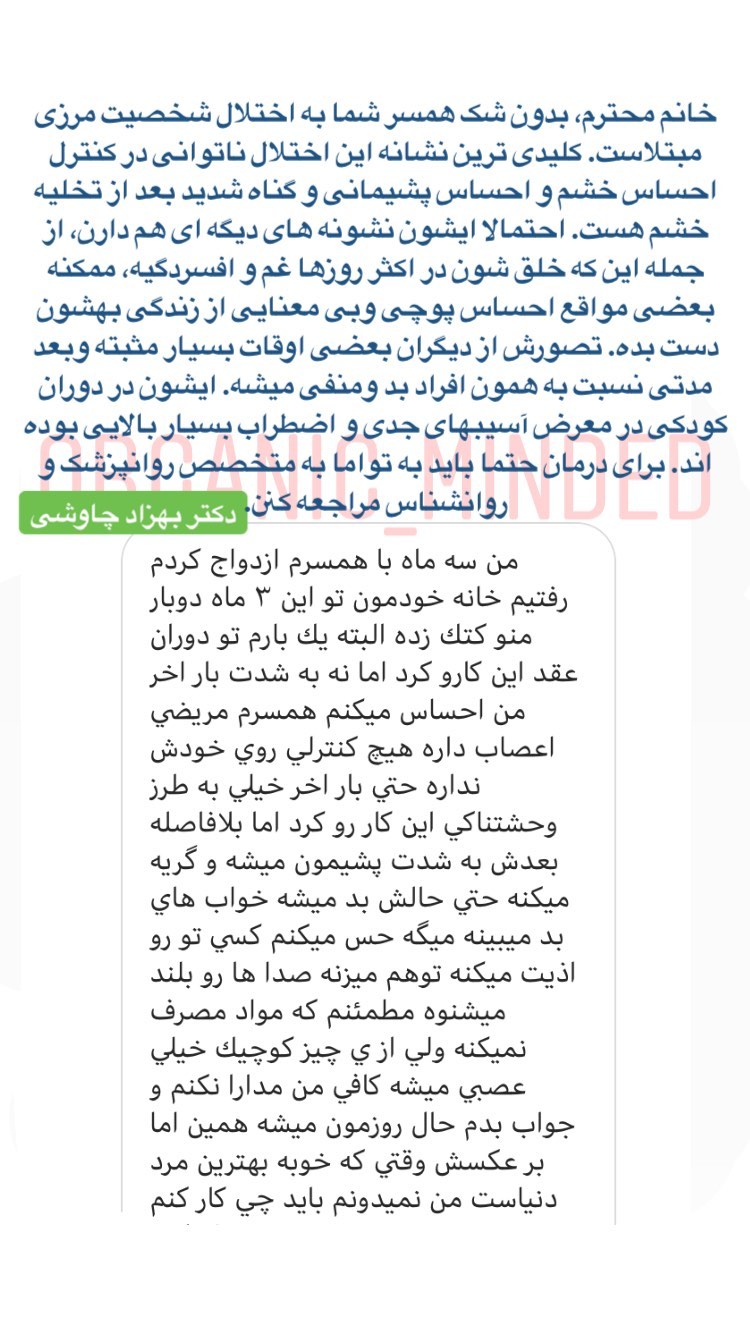 خانم محترم، بدون شک همسر شما به اختلال شخصیت مرزی
مبتلاست. کلیدی ترین نشانه این اختلال ناتوانی در کنترل
احساس خشم و احساس پشیمانی و گناه شدید بعد از تخلیه
خشم هست. احتمالا ایشون نشونه های دیگه ای هم دارن، از
جمله این که خلق شون در اکثر روزها غم و افسردگیه، ممکنه
بعضی مواقع احساس پوچی وبی معنایی از زندگی بهشون
دست بده. تصورش از دیگران بعضی اوقات بسیار مثبته وبعد
مدتی نسبت به همون افراد بد ومنفی میشه. ایشون در دوران
کودکی در معرض آسیبهای جدی و اضطراب بسیار بالایی بوده
اند. برای درمان حتما باید به تواما به متخصص روانپزشک و
روانشناس مراجعه کنن.
ORGANIC_MINDED
دکتر بهزاد چاوشی
من سه ماه با همسرم ازدواج كردم
رفتيم خانه خودمون تو اين ٣ ماه دوبار
منو كتك زده البته يك بارم تو دوران
عقد اين كارو كرد اما نه به شدت بار اخر
من احساس ميكنم همسرم مريضي
اعصاب داره هيچ كنترلي روي خودش
نداره حتي بار اخر خيلي به طرز
وحشتناكي اين كار رو كرد اما بلافاصله
بعدش به شدت پشيمون ميشه و گريه
ميكنه حتي حالش بد ميشه خواب هاي
بد ميبينه ميگه حس ميكنم كسي تو رو
اذيت ميكنه توهم ميزنه صدا ها رو بلند
ميشنوه مطمئنم كه مواد مصرف
نميكنه ولي از ي چيز كوچيك خيلي
عصبي ميشه كافي من مدارا نكنم و
جواب بدم حال روزمون ميشه همين اما
بر عكسش وقتي كه خوبه بهترين مرد
دنياست من نميدونم بايد چي كار كنم